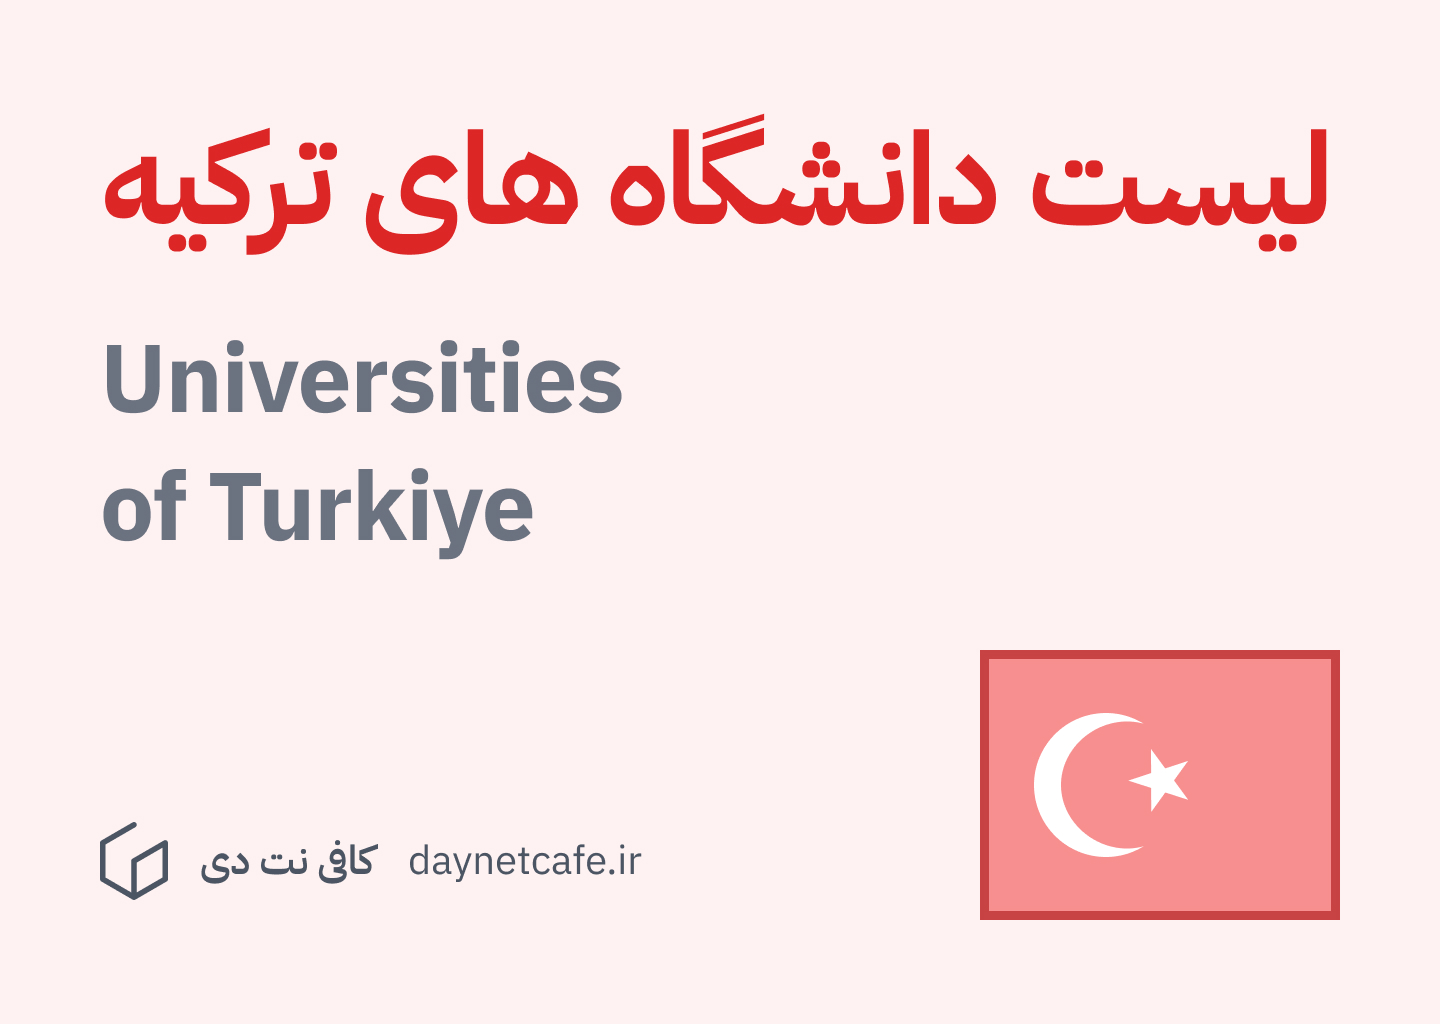 لیست دانشگاه های ترکیه
Universities
of Turkiye
کافی نت دی daynetcafe.ir